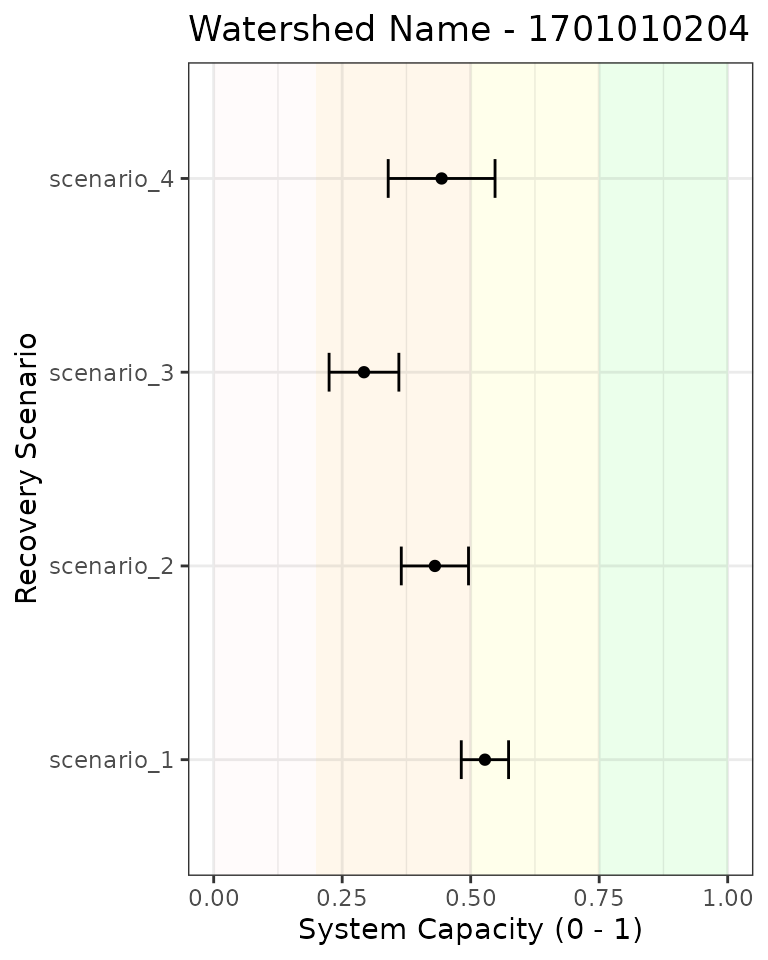 Watershed Name - 1701010204
Recovery Scenario
scenario_4
scenario_3
scenario_2
scenario_1
0.00 0.25 0.50 0.75 1.00
System Capacity (0 - 1)